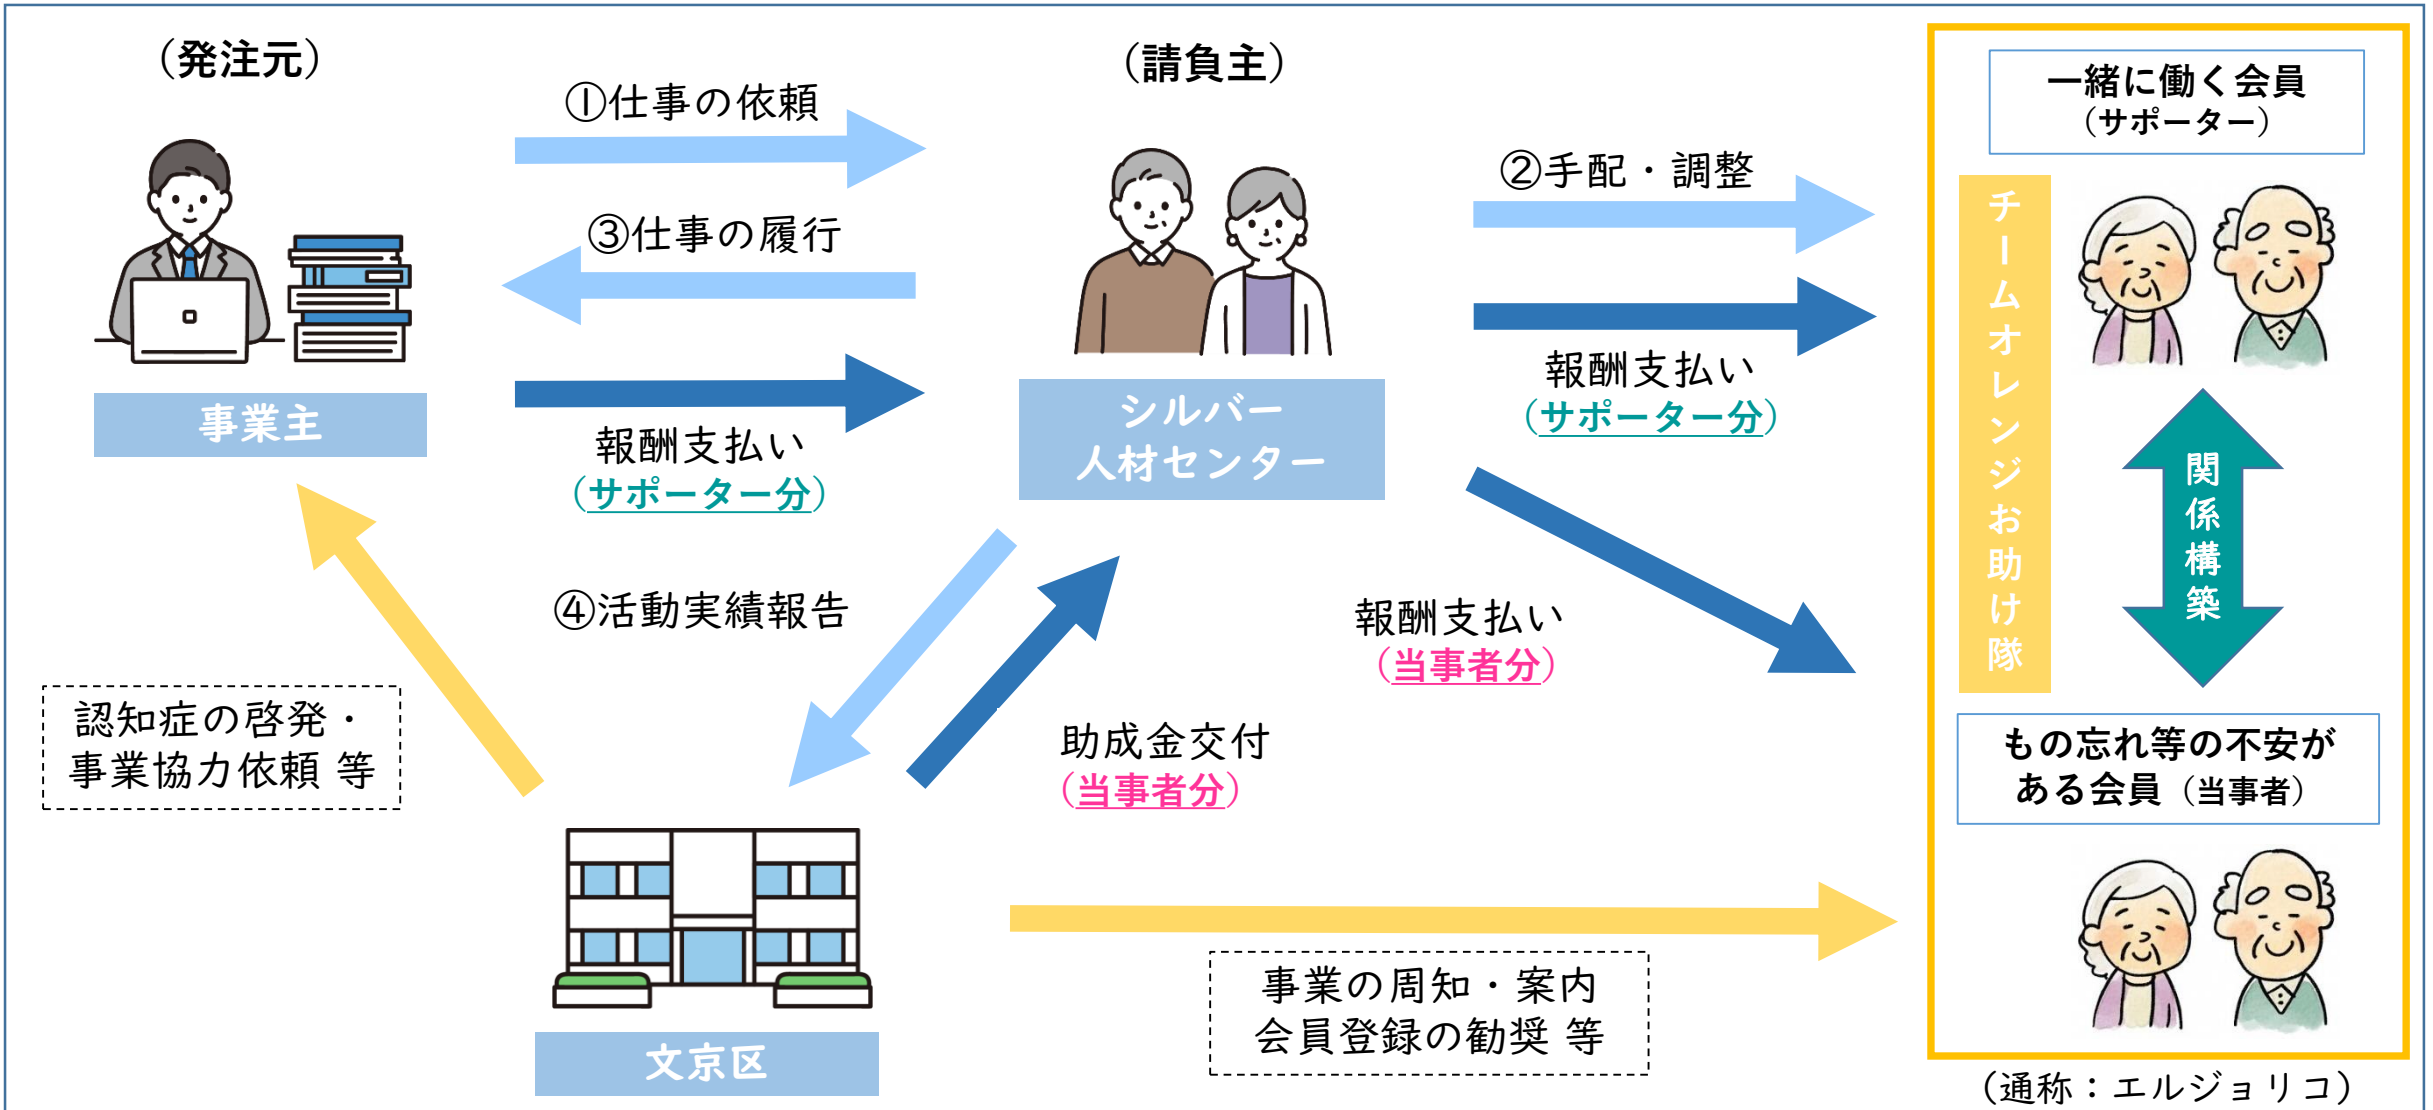 （発注元）
（請負主）
一緒に働く会員
（サポーター）
①仕事の依頼
②手配・調整
③仕事の履行
チームオレンジお助け隊
報酬支払い
（サポーター分）
事業主
シルバー
人材センター
報酬支払い
（サポーター分）
関係構築
④活動実績報告
報酬支払い
（当事者分）
認知症の啓発・
事業協力依頼 等
助成金交付
（当事者分）
もの忘れ等の不安が
ある会員（当事者）
事業の周知・案内
会員登録の勧奨 等
文京区
（通称：エルジョリコ）